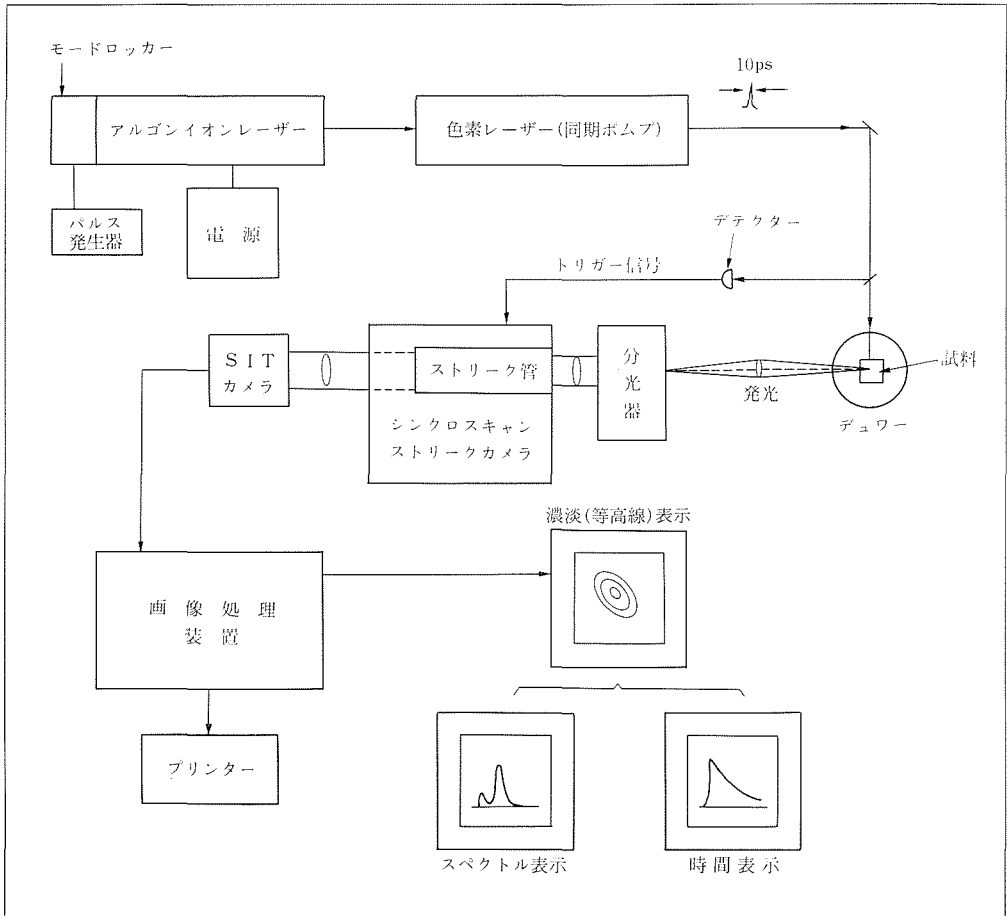 モードロッカー
10ps
アルゴンイオンレーザー
色素レーザー(同期ポムプ)
パルス
発生器
電源
デテクター
トリガー信号
SIT
カメラ
ストリーク管
シンクロスキャン
ストリークカメラ
分光器
発光
試料
デュワー
濃淡(等高線)表示
画像処理
装置
プリンター
スペクトル表示
時間表示